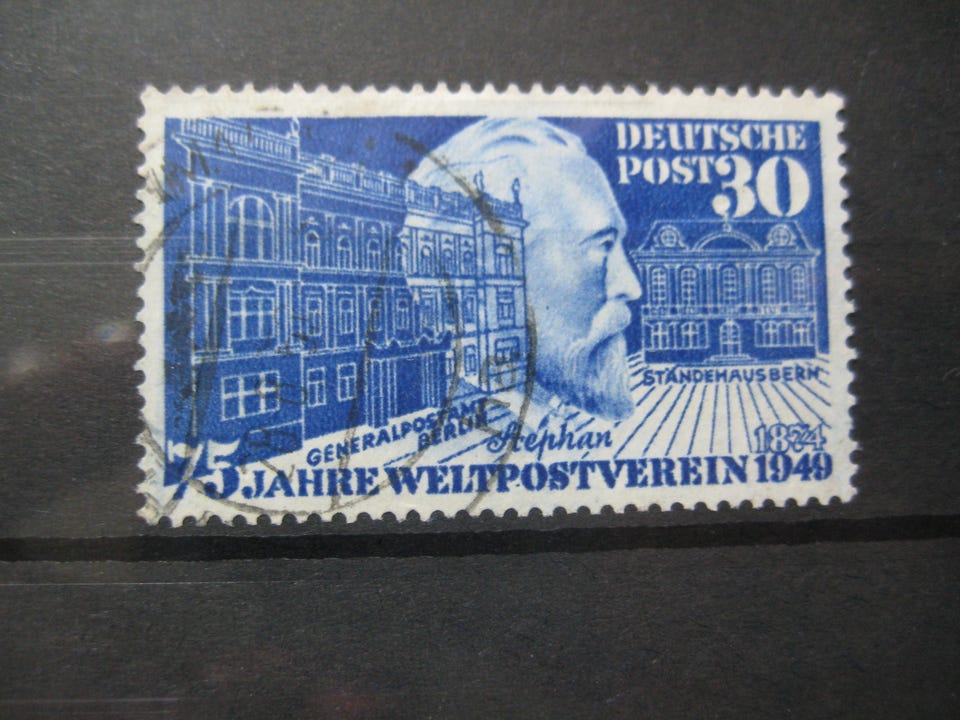 DEUTSCHE
POST 30
STÄNDEHAUS BERN
GENERALPOSTAMT
BERLIN
Stephan
1874
75 JAHRE WELTPOSTVEREIN 1949